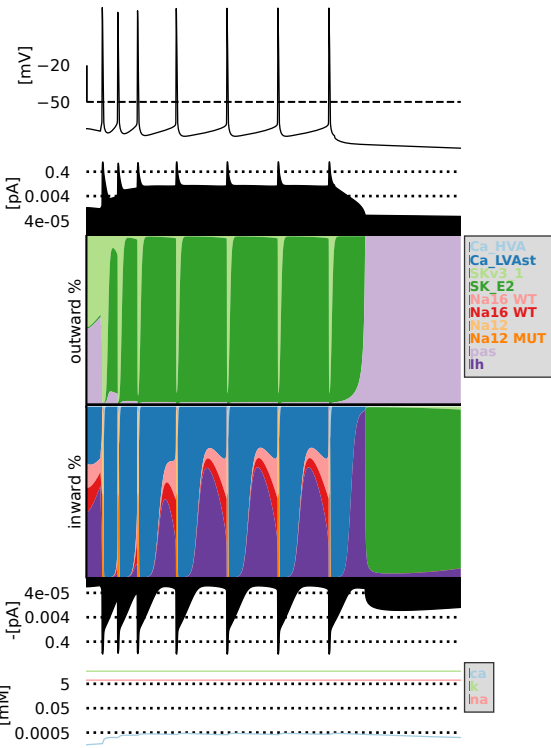 [mV]
−20
−50
[pA]
0.4
0.004
4e-05
outward %
Ca_HVA
Ca_LVAst
SKv3_1
SK_E2
Na16 WT
Na16 WT
Na12
Na12 MUT
pas
Ih
inward %
-[pA]
4e-05
0.004
0.4
[mM]
5
0.05
0.0005
ca
k
na